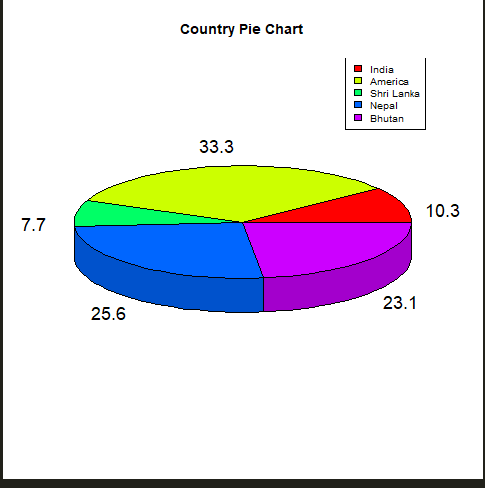 Country Pie Chart
India
America
Shri Lanka
Nepal
Bhutan
33.3
10.3
7.7
25.6
23.1